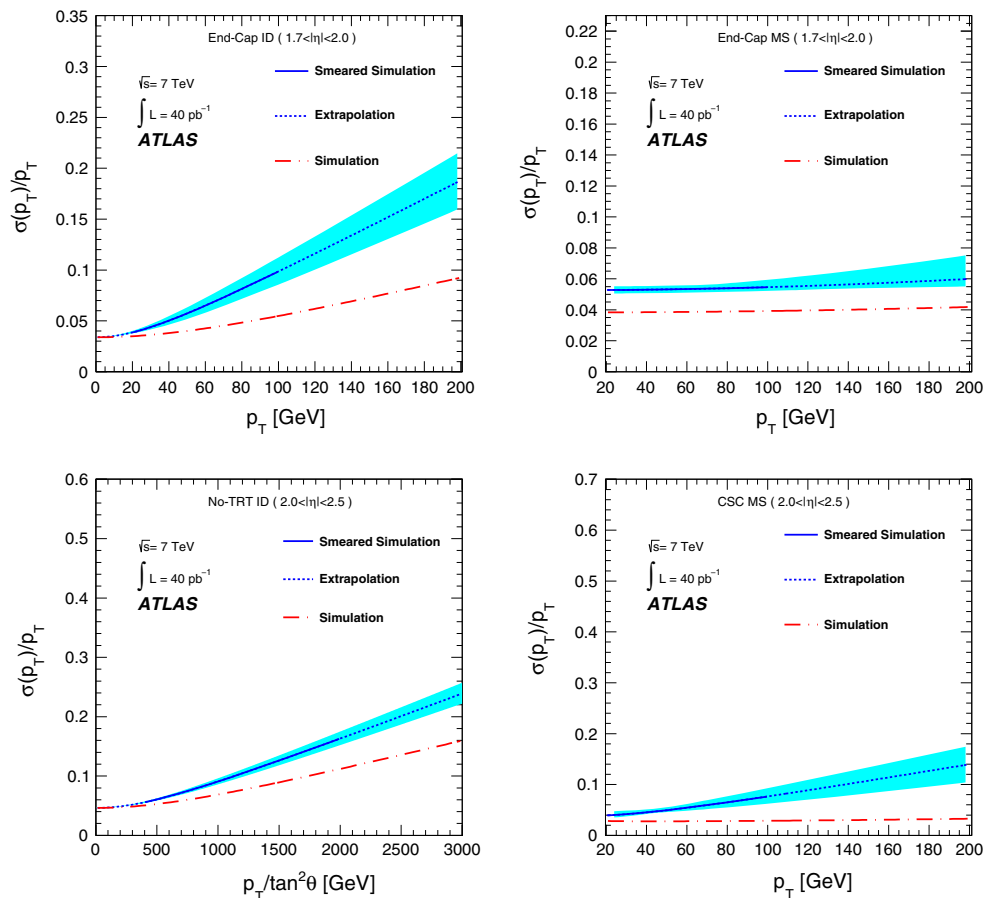 End-Cap ID ( 1.7<|η|<2.0 )
√s= 7 TeV
∫ L = 40 pb⁻¹
ATLAS
Smeared Simulation
Extrapolation
Simulation
σ(p_T)/p_T
0.35
0.3
0.25
0.2
0.15
0.1
0.05
0
0 20 40 60 80 100 120 140 160 180 200
p_T [GeV]
End-Cap MS ( 1.7<|η|<2.0 )
√s= 7 TeV
∫ L = 40 pb⁻¹
ATLAS
Smeared Simulation
Extrapolation
Simulation
σ(p_T)/p_T
0.22
0.2
0.18
0.16
0.14
0.12
0.1
0.08
0.06
0.04
0.02
0
20 40 60 80 100 120 140 160 180 200
p_T [GeV]
No-TRT ID ( 2.0<|η|<2.5 )
√s= 7 TeV
∫ L = 40 pb⁻¹
ATLAS
Smeared Simulation
Extrapolation
Simulation
σ(p_T)/p_T
0.6
0.5
0.4
0.3
0.2
0.1
0
0 500 1000 1500 2000 2500 3000
p_T/tan²θ [GeV]
CSC MS ( 2.0<|η|<2.5 )
√s= 7 TeV
∫ L = 40 pb⁻¹
ATLAS
Smeared Simulation
Extrapolation
Simulation
σ(p_T)/p_T
0.7
0.6
0.5
0.4
0.3
0.2
0.1
0
20 40 60 80 100 120 140 160 180 200
p_T [GeV]